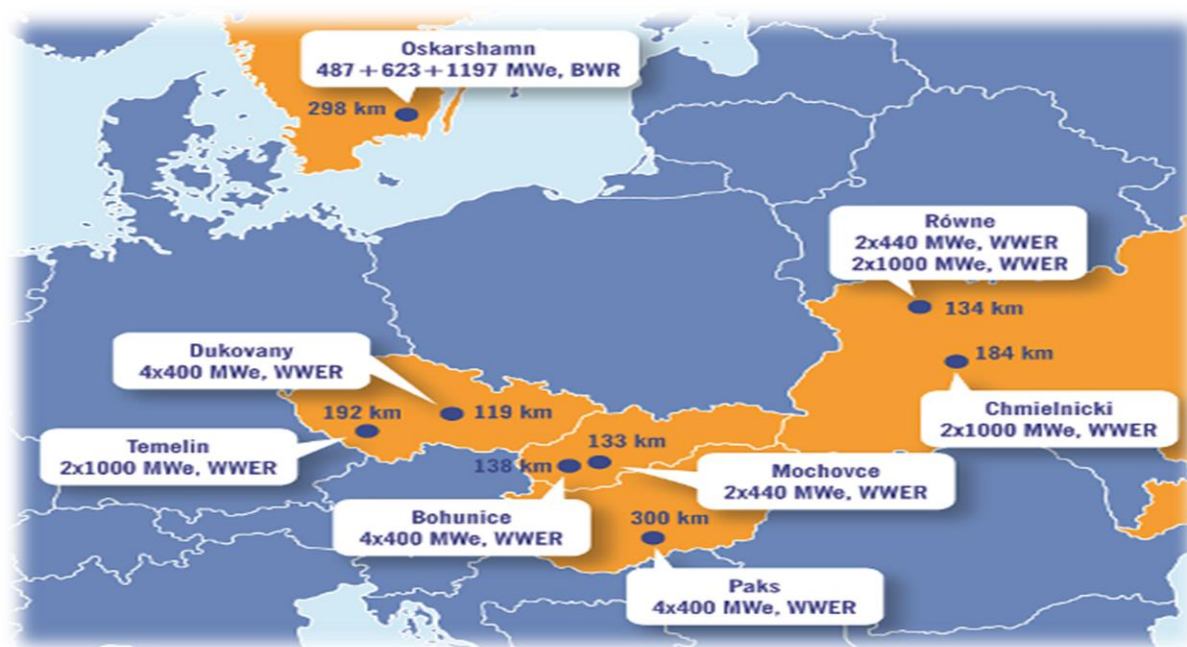 Oskarshamn
487 + 623 + 1197 MWe, BWR
298 km
Równe
2x440 MWe, WWER
2x1000 MWe, WWER
134 km
184 km
Chmielnicki
2x1000 MWe, WWER
Dukovany
4x400 MWe, WWER
119 km
192 km
Temelin
2x1000 MWe, WWER
133 km
138 km
Mochovce
2x440 MWe, WWER
Bohunice
4x400 MWe, WWER
300 km
Paks
4x400 MWe, WWER